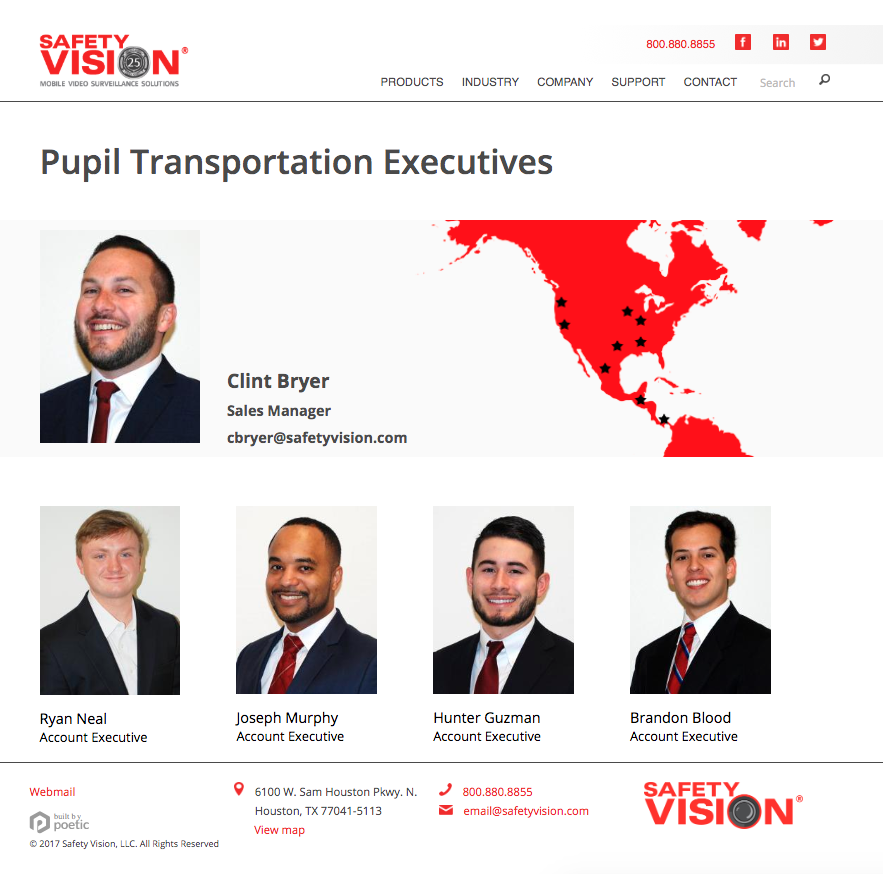 SAFETY
VISION®
25
MOBILE VIDEO SURVEILLANCE SOLUTIONS
800.880.8855
f
in
PRODUCTS INDUSTRY COMPANY SUPPORT CONTACT Search
Pupil Transportation Executives
Clint Bryer
Sales Manager
cbryer@safetyvision.com
Ryan Neal
Account Executive
Joseph Murphy
Account Executive
Hunter Guzman
Account Executive
Brandon Blood
Account Executive
Webmail
built by
poetic
© 2017 Safety Vision, LLC. All Rights Reserved
6100 W. Sam Houston Pkwy. N.
Houston, TX 77041-5113
View map
800.880.8855
email@safetyvision.com
SAFETY
VISION®